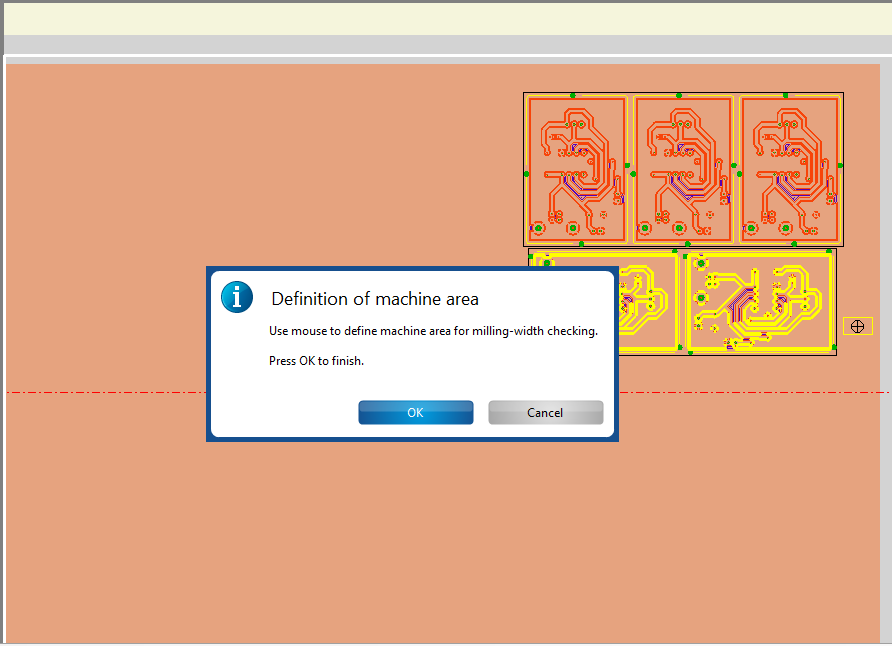 Definition of machine area
Use mouse to define machine area for milling-width checking.
Press OK to finish.
OK
Cancel